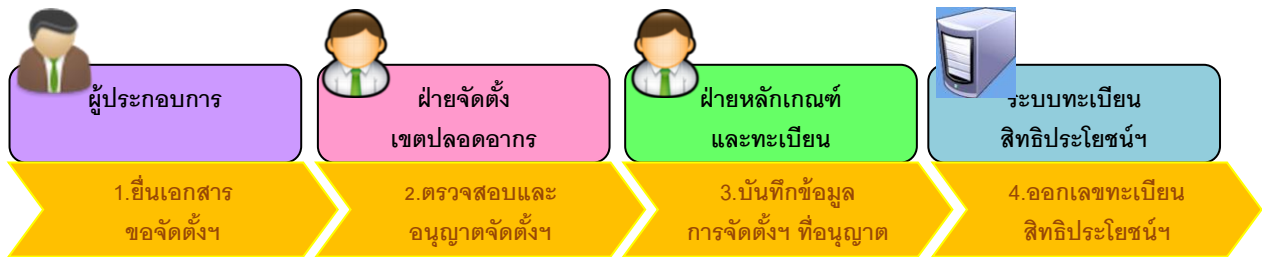 ผู้ประกอบการ
ฝ่ายจัดตั้ง
เขตปลอดอากร
ฝ่ายหลักเกณฑ์
และทะเบียน
ระบบทะเบียน
สิทธิประโยชน์ฯ
1.ยื่นเอกสาร
ขอจัดตั้งฯ
2.ตรวจสอบและ
อนุญาตจัดตั้งฯ
3.บันทึกข้อมูล
การจัดตั้งฯ ที่อนุญาต
4.ออกเลขทะเบียน
สิทธิประโยชน์ฯ